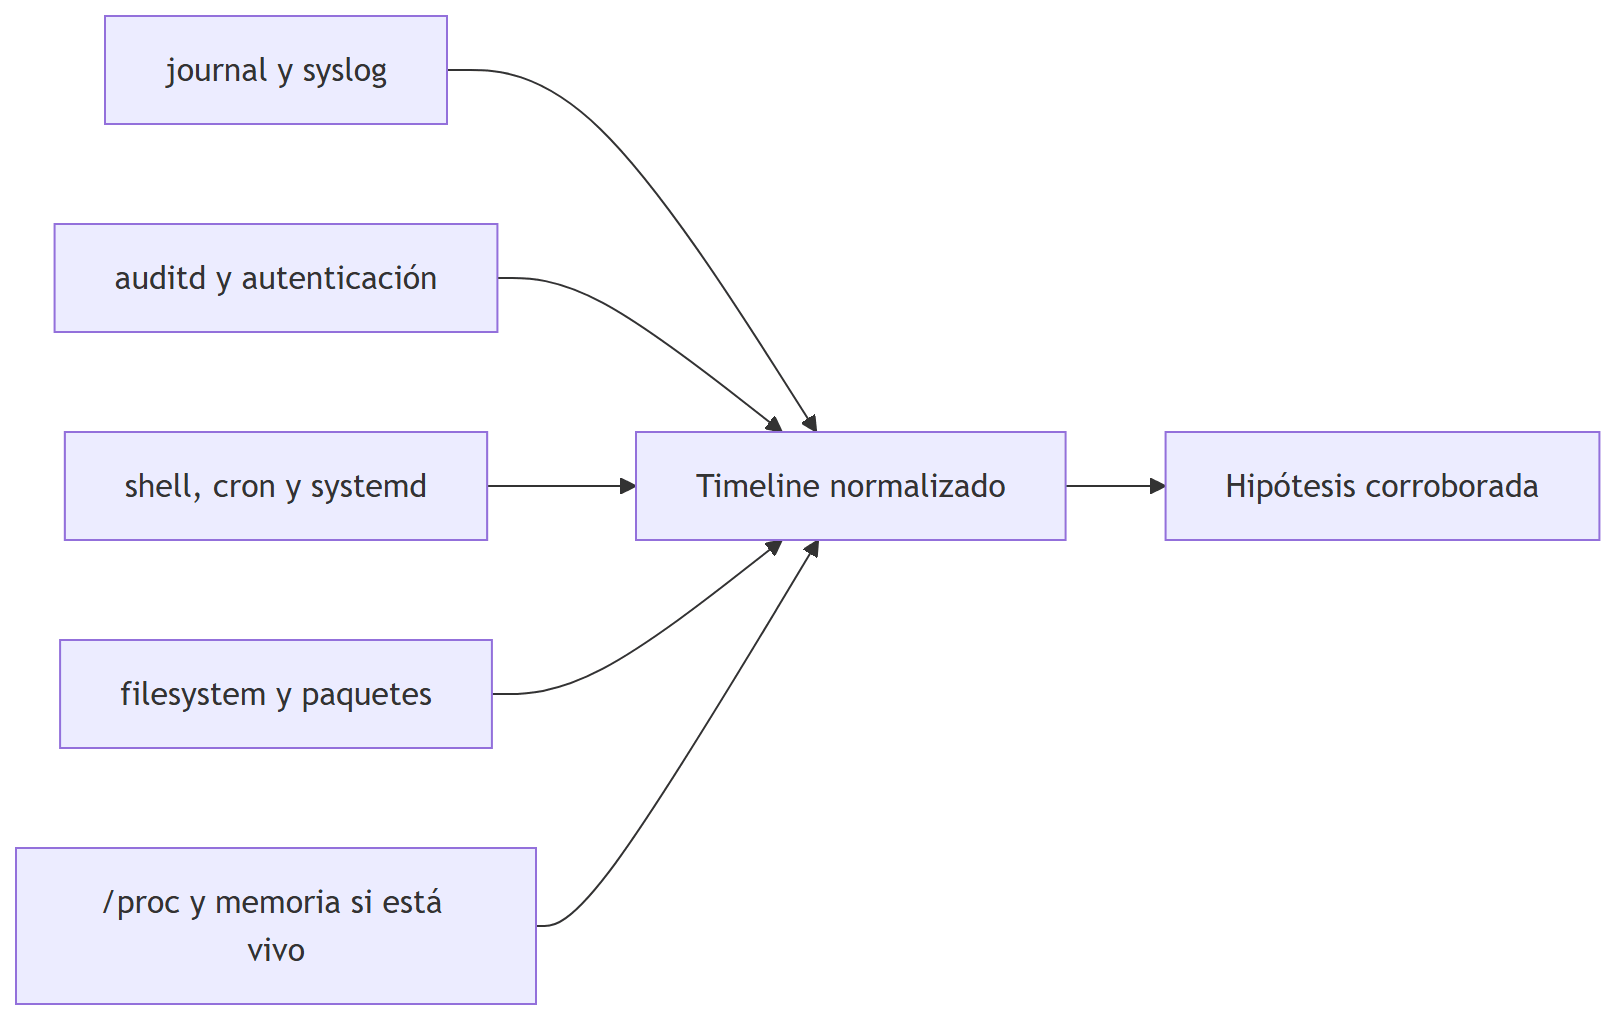 journal y syslog
auditd y autenticación
shell, cron y systemd
filesystem y paquetes
/proc y memoria si está
vivo
Timeline normalizado
Hipótesis corroborada